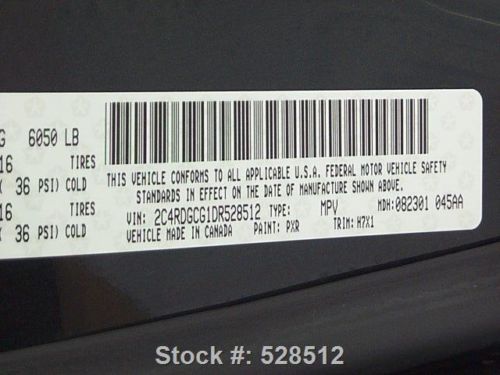 G 6050 LB
16 TIRES
X 36 PSI) COLD
16 TIRES
X 36 PSI) COLD
THIS VEHICLE CONFORMS TO ALL APPLICABLE U.S.A. FEDERAL MOTOR VEHICLE SAFETY
STANDARDS IN EFFECT ON THE DATE OF MANUFACTURE SHOWN ABOVE.
VIN: 2C4RDGCG1DR528512 TYPE: MPV MDH: 082301 045AA
VEHICLE MADE IN CANADA PAINT: PXR TRIM: H7X1
Stock #: 528512